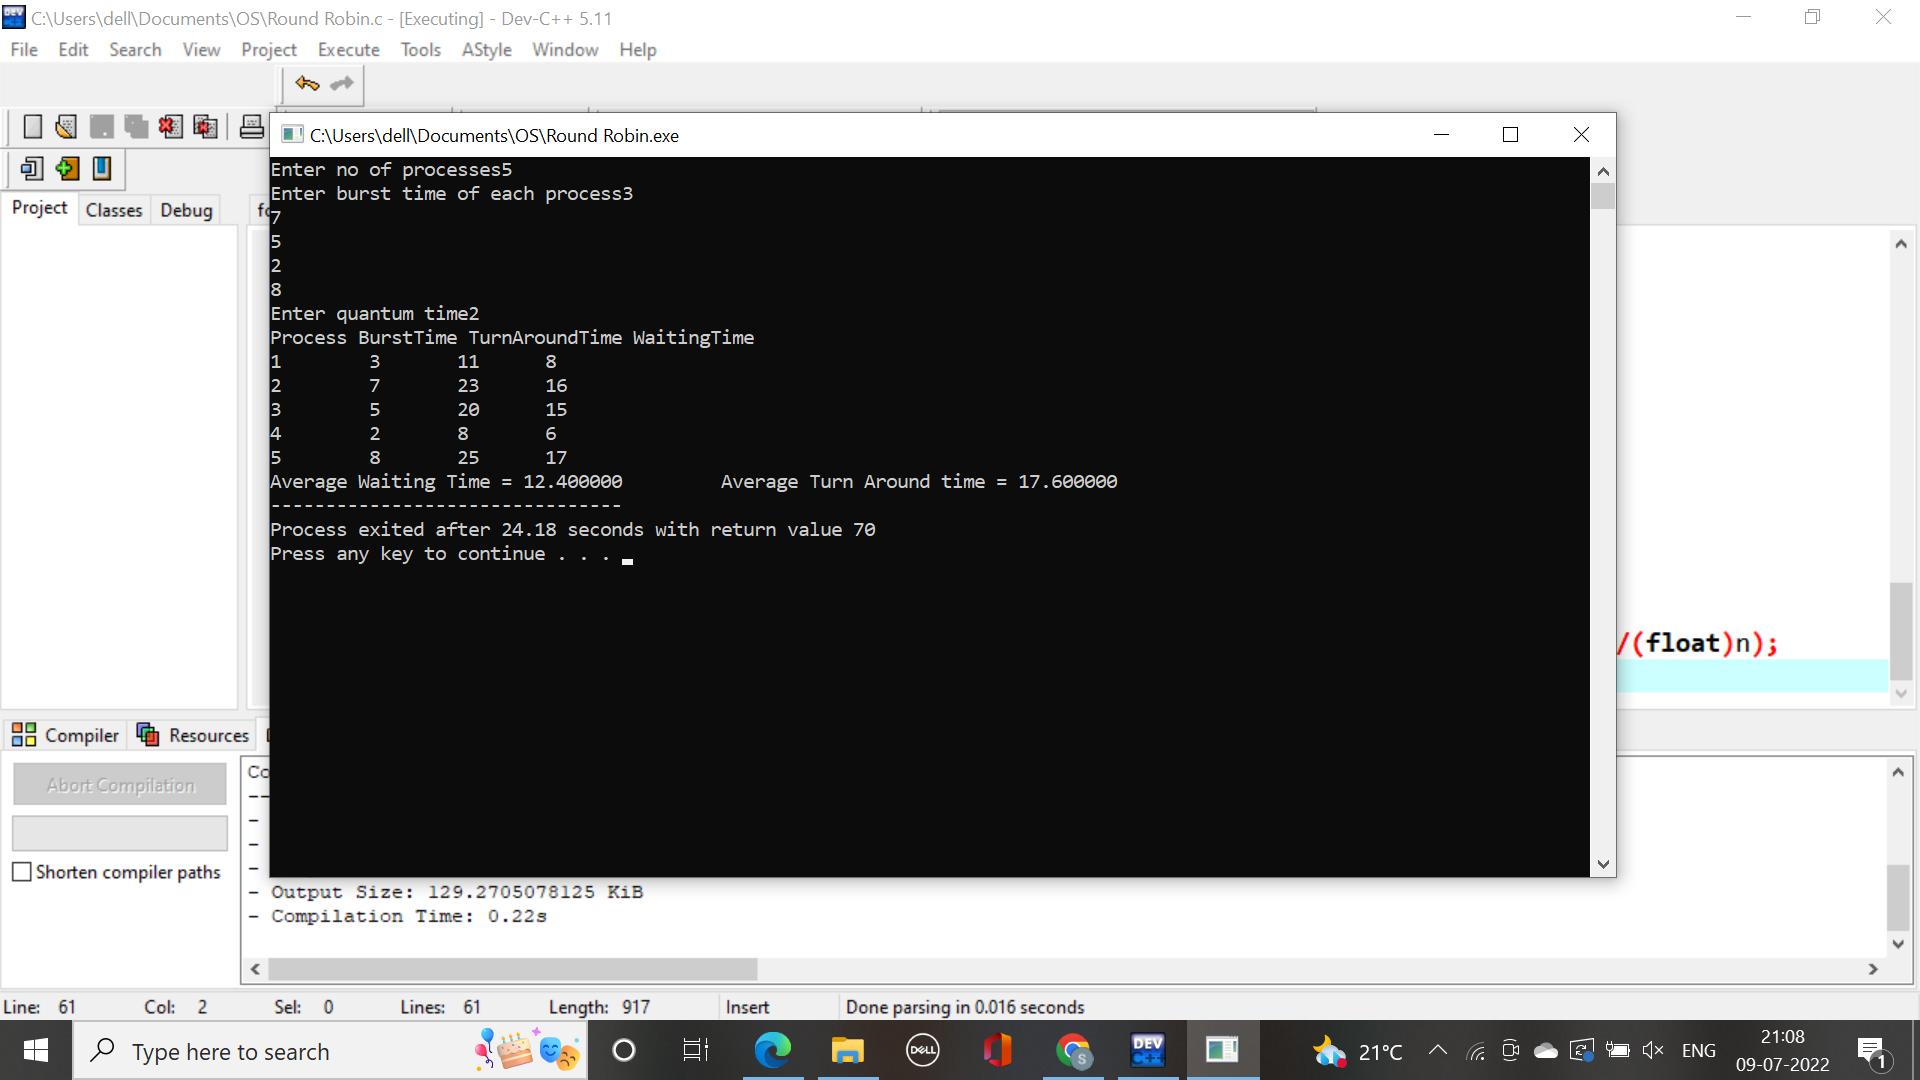 C:\Users\dell\Documents\OS\Round Robin.c - [Executing] - Dev-C++ 5.11
File Edit Search View Project Execute Tools AStyle Window Help
C:\Users\dell\Documents\OS\Round Robin.exe
Project Classes Debug
Enter no of processes5
Enter burst time of each process3
7
5
2
8
Enter quantum time2
Process BurstTime TurnAroundTime WaitingTime
1 3 11 8
2 7 23 16
3 5 20 15
4 2 8 6
5 8 25 17
Average Waiting Time = 12.400000 Average Turn Around time = 17.600000
--------------------------------
Process exited after 24.18 seconds with return value 70
Press any key to continue . . .
/(float)n);
Compiler Resources
Abort Compilation
Shorten compiler paths
- Output Size: 129.2705078125 KiB
- Compilation Time: 0.22s
Line: 61 Col: 2 Sel: 0 Lines: 61 Length: 917 Insert Done parsing in 0.016 seconds
Type here to search
DELL
DEV C++
S
21°C
ENG
21:08
09-07-2022
1